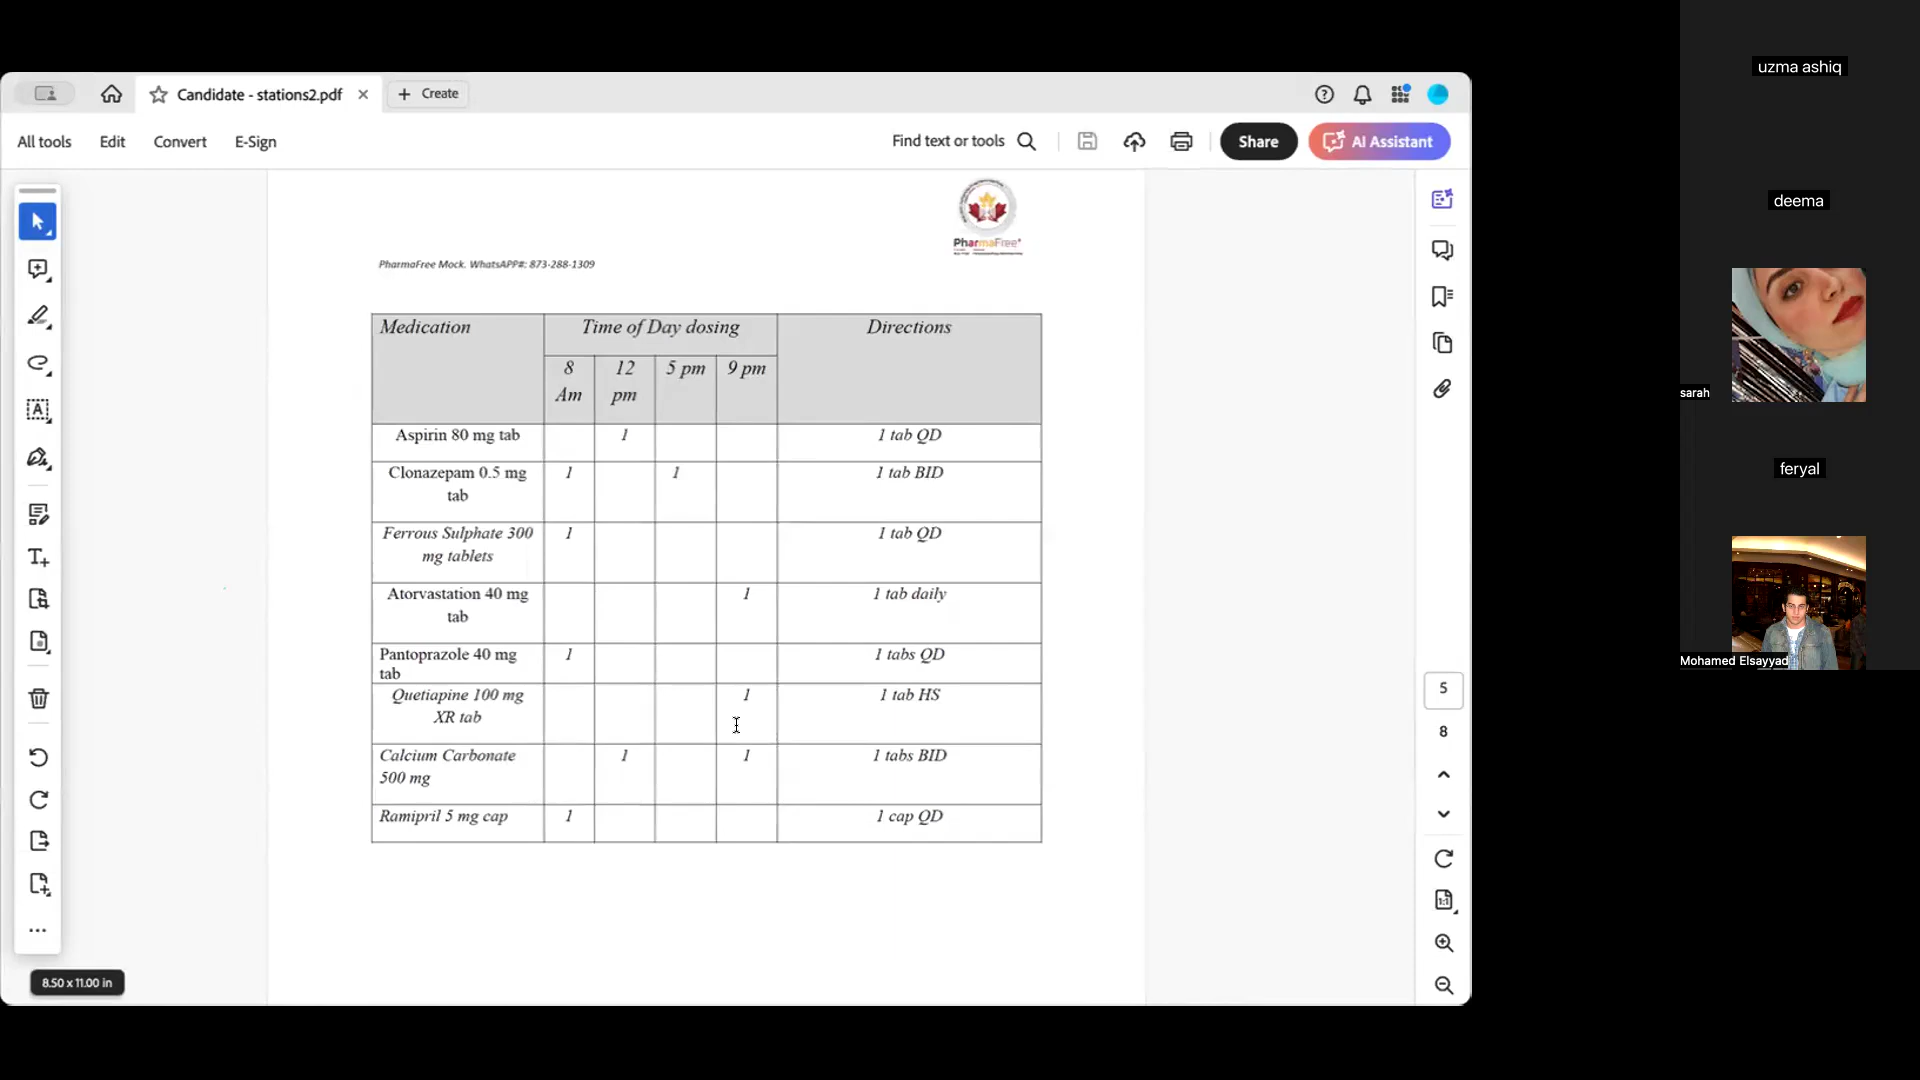 uzma ashiq
Candidate - stations2.pdf
Create
All tools
Edit
Convert
E-Sign
Find text or tools
Share
AI Assistant
deema
PharmaFree
PharmaFree Mock. WhatsAPP#: 873-288-1309
Medication
Time of Day dosing
Directions
8 Am
12 pm
5 pm
9 pm
Aspirin 80 mg tab
1
1 tab QD
Clonazepam 0.5 mg
tab
1
1
1 tab BID
Ferrous Sulphate 300
mg tablets
1
1 tab QD
Atorvastation 40 mg
tab
1
1 tab daily
Pantoprazole 40 mg
tab
1
1 tabs QD
Quetiapine 100 mg
XR tab
1
1 tab HS
Calcium Carbonate
500 mg
1
1
1 tabs BID
Ramipril 5 mg cap
1
1 cap QD
5
8
1:1
8.50 x 11.00 in
sarah
feryal
Mohamed Elsayyad